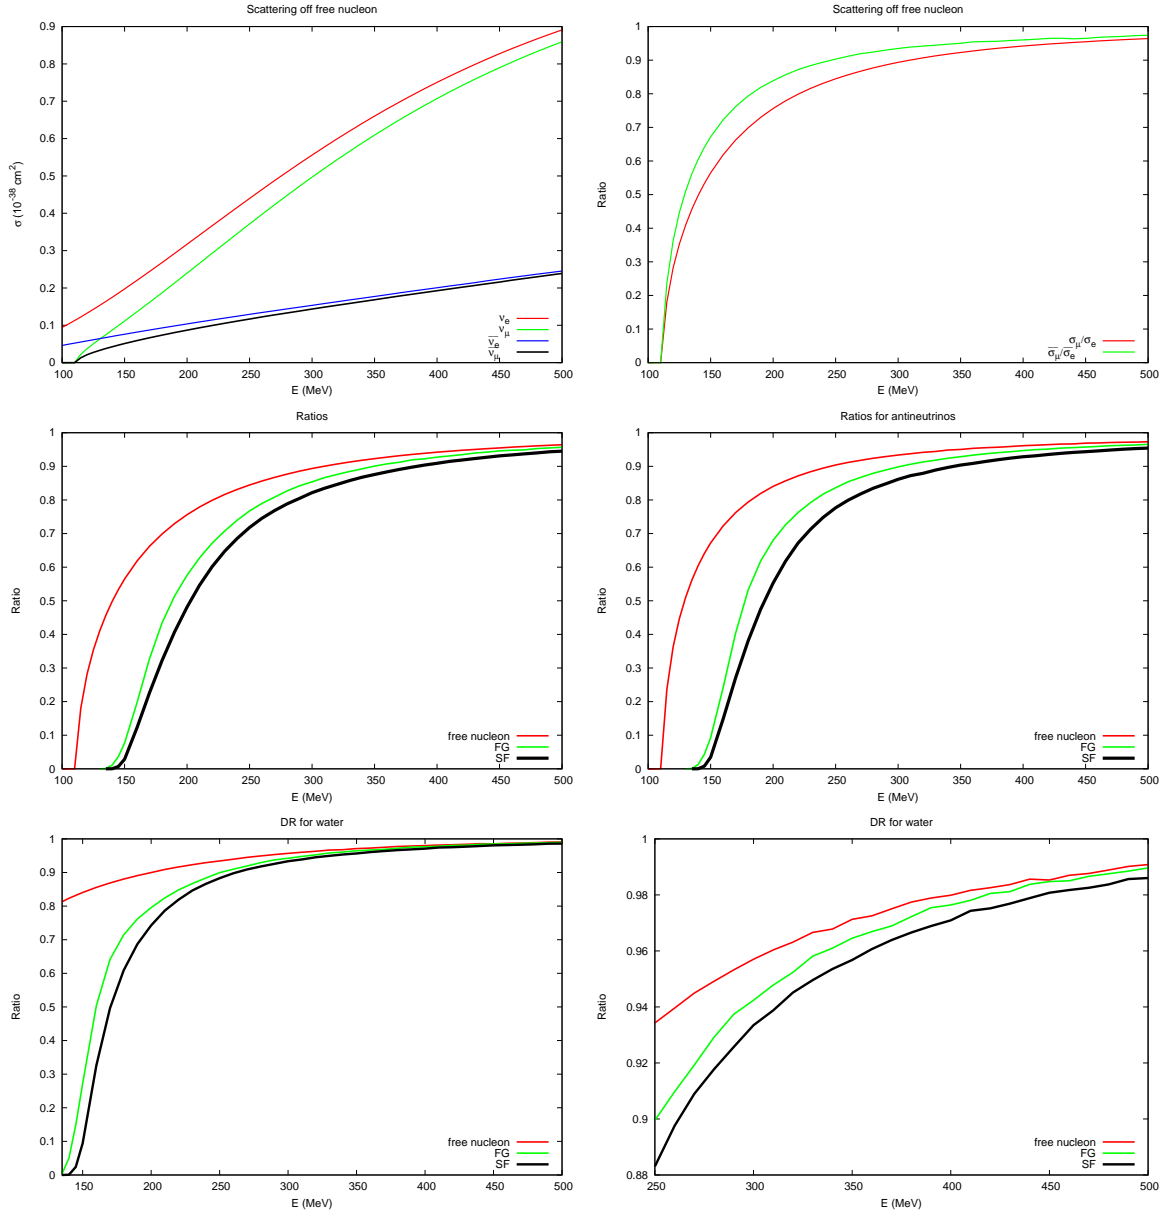 Scattering off free nucleon
0.9
0.8
0.7
0.6
0.5
0.4
0.3
0.2
0.1
0
σ (10⁻³⁸ cm²)
100 150 200 250 300 350 400 450 500
E (MeV)
νₑ
ν_μ
ν̅ₑ
ν̅_μ
Scattering off free nucleon
1
0.9
0.8
0.7
0.6
0.5
0.4
0.3
0.2
0.1
0
Ratio
100 150 200 250 300 350 400 450 500
E (MeV)
σ_μ/σₑ
σ̅_μ/σ̅ₑ
Ratios
1
0.9
0.8
0.7
0.6
0.5
0.4
0.3
0.2
0.1
0
Ratio
100 150 200 250 300 350 400 450 500
E (MeV)
free nucleon
FG
SF
Ratios for antineutrinos
1
0.9
0.8
0.7
0.6
0.5
0.4
0.3
0.2
0.1
0
Ratio
100 150 200 250 300 350 400 450 500
E (MeV)
free nucleon
FG
SF
DR for water
1
0.9
0.8
0.7
0.6
0.5
0.4
0.3
0.2
0.1
0
Ratio
150 200 250 300 350 400 450 500
E (MeV)
free nucleon
FG
SF
DR for water
1
0.98
0.96
0.94
0.92
0.9
0.88
Ratio
250 300 350 400 450 500
E (MeV)
free nucleon
FG
SF